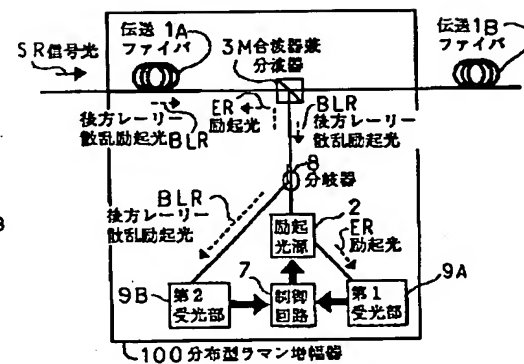 伝送 1A
ファイバ
伝送 1B
ファイバ
SR信号光
3M合波器兼
分波器
ER
励起光
後方レーリー
散乱励起光 BLR
BLR
後方レーリー
散乱励起光
8
分岐器
BLR
後方レーリー
散乱励起光
2
励起
光源
ER
励起光
7
9B
第2
受光部
制御
回路
第1
受光部
9A
100分布型ラマン増幅器